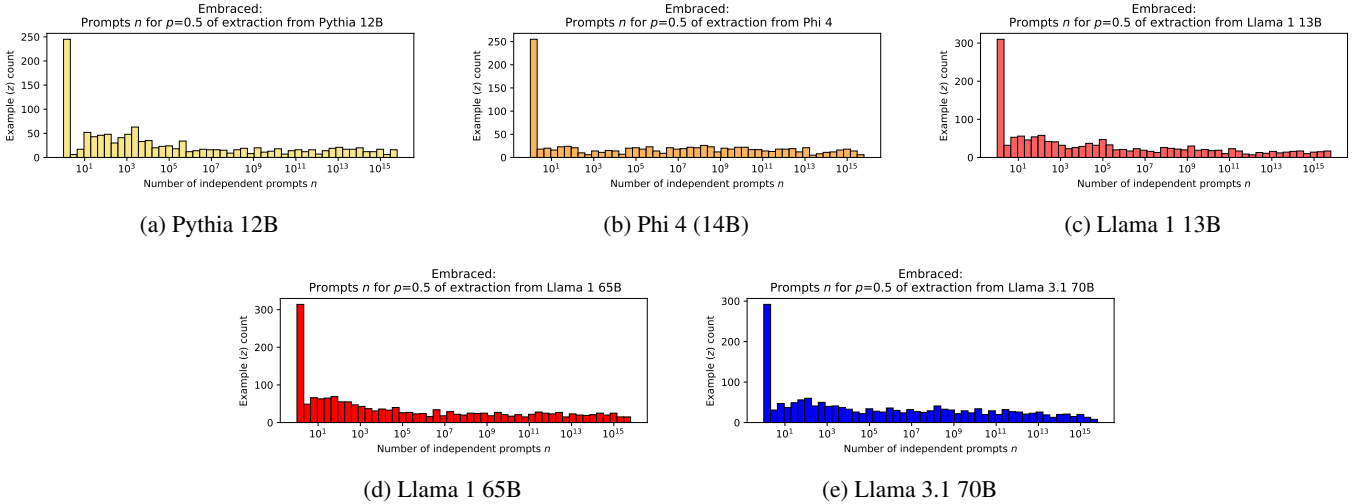 Embraced:
Prompts n for p=0.5 of extraction from Pythia 12B
250
200
150
100
50
0
Example (z) count
10^1
10^3
10^5
10^7
10^9
10^11
10^13
10^15
Number of independent prompts n
(a) Pythia 12B
Embraced:
Prompts n for p=0.5 of extraction from Phi 4
250
200
150
100
50
0
Example (z) count
10^1
10^3
10^5
10^7
10^9
10^11
10^13
10^15
Number of independent prompts n
(b) Phi 4 (14B)
Embraced:
Prompts n for p=0.5 of extraction from Llama 1 13B
300
200
100
0
Example (z) count
10^1
10^3
10^5
10^7
10^9
10^11
10^13
10^15
Number of independent prompts n
(c) Llama 1 13B
Embraced:
Prompts n for p=0.5 of extraction from Llama 1 65B
300
200
100
0
Example (z) count
10^1
10^3
10^5
10^7
10^9
10^11
10^13
10^15
Number of independent prompts n
(d) Llama 1 65B
Embraced:
Prompts n for p=0.5 of extraction from Llama 3.1 70B
300
200
100
0
Example (z) count
10^1
10^3
10^5
10^7
10^9
10^11
10^13
10^15
Number of independent prompts n
(e) Llama 3.1 70B